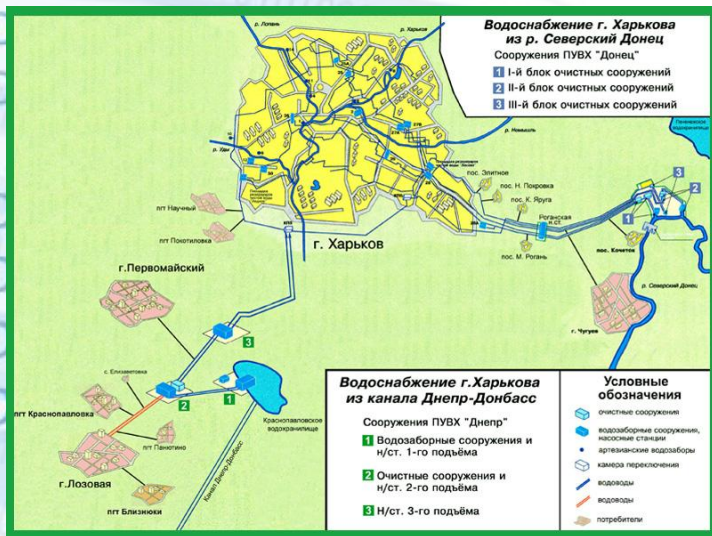 Водоснабжение г. Харькова
из р. Северский Донец
Сооружения ПУВХ "Донец"
1 I-й блок очистных сооружений
2 II-й блок очистных сооружений
3 III-й блок очистных сооружений
р. Лопань
р. Харьков
р. Немышль
р. Уды
Печенежское
водохранилище
3
2
1
пос. Элитное
пос. Н. Покровка
пос. К. Яруга
Роганская
н.ст.
пос. Кочеток
пос. М. Рогань
р. Северский Донец
г. Чугуев
пгт Научный
пгт Покотиловка
г. Харьков
г.Первомайский
3
с. Елизаветовка
1
2
пгт Краснопавловка
Краснопавловское
водохранилище
пгт Панютино
г.Лозовая
пгт Близнюки
Канал Днепр-Донбасс
Водоснабжение г.Харькова
из канала Днепр-Донбасс
Сооружения ПУВХ "Днепр"
1 Водозаборные сооружения и
н/ст. 1-го подъёма
2 Очистные сооружения и
н/ст. 2-го подъёма
3 Н/ст. 3-го подъёма
Условные
обозначения
очистные сооружения
водозаборные сооружения,
насосные станции
артезианские водозаборы
камера переключения
водоводы
водоводы
потребители